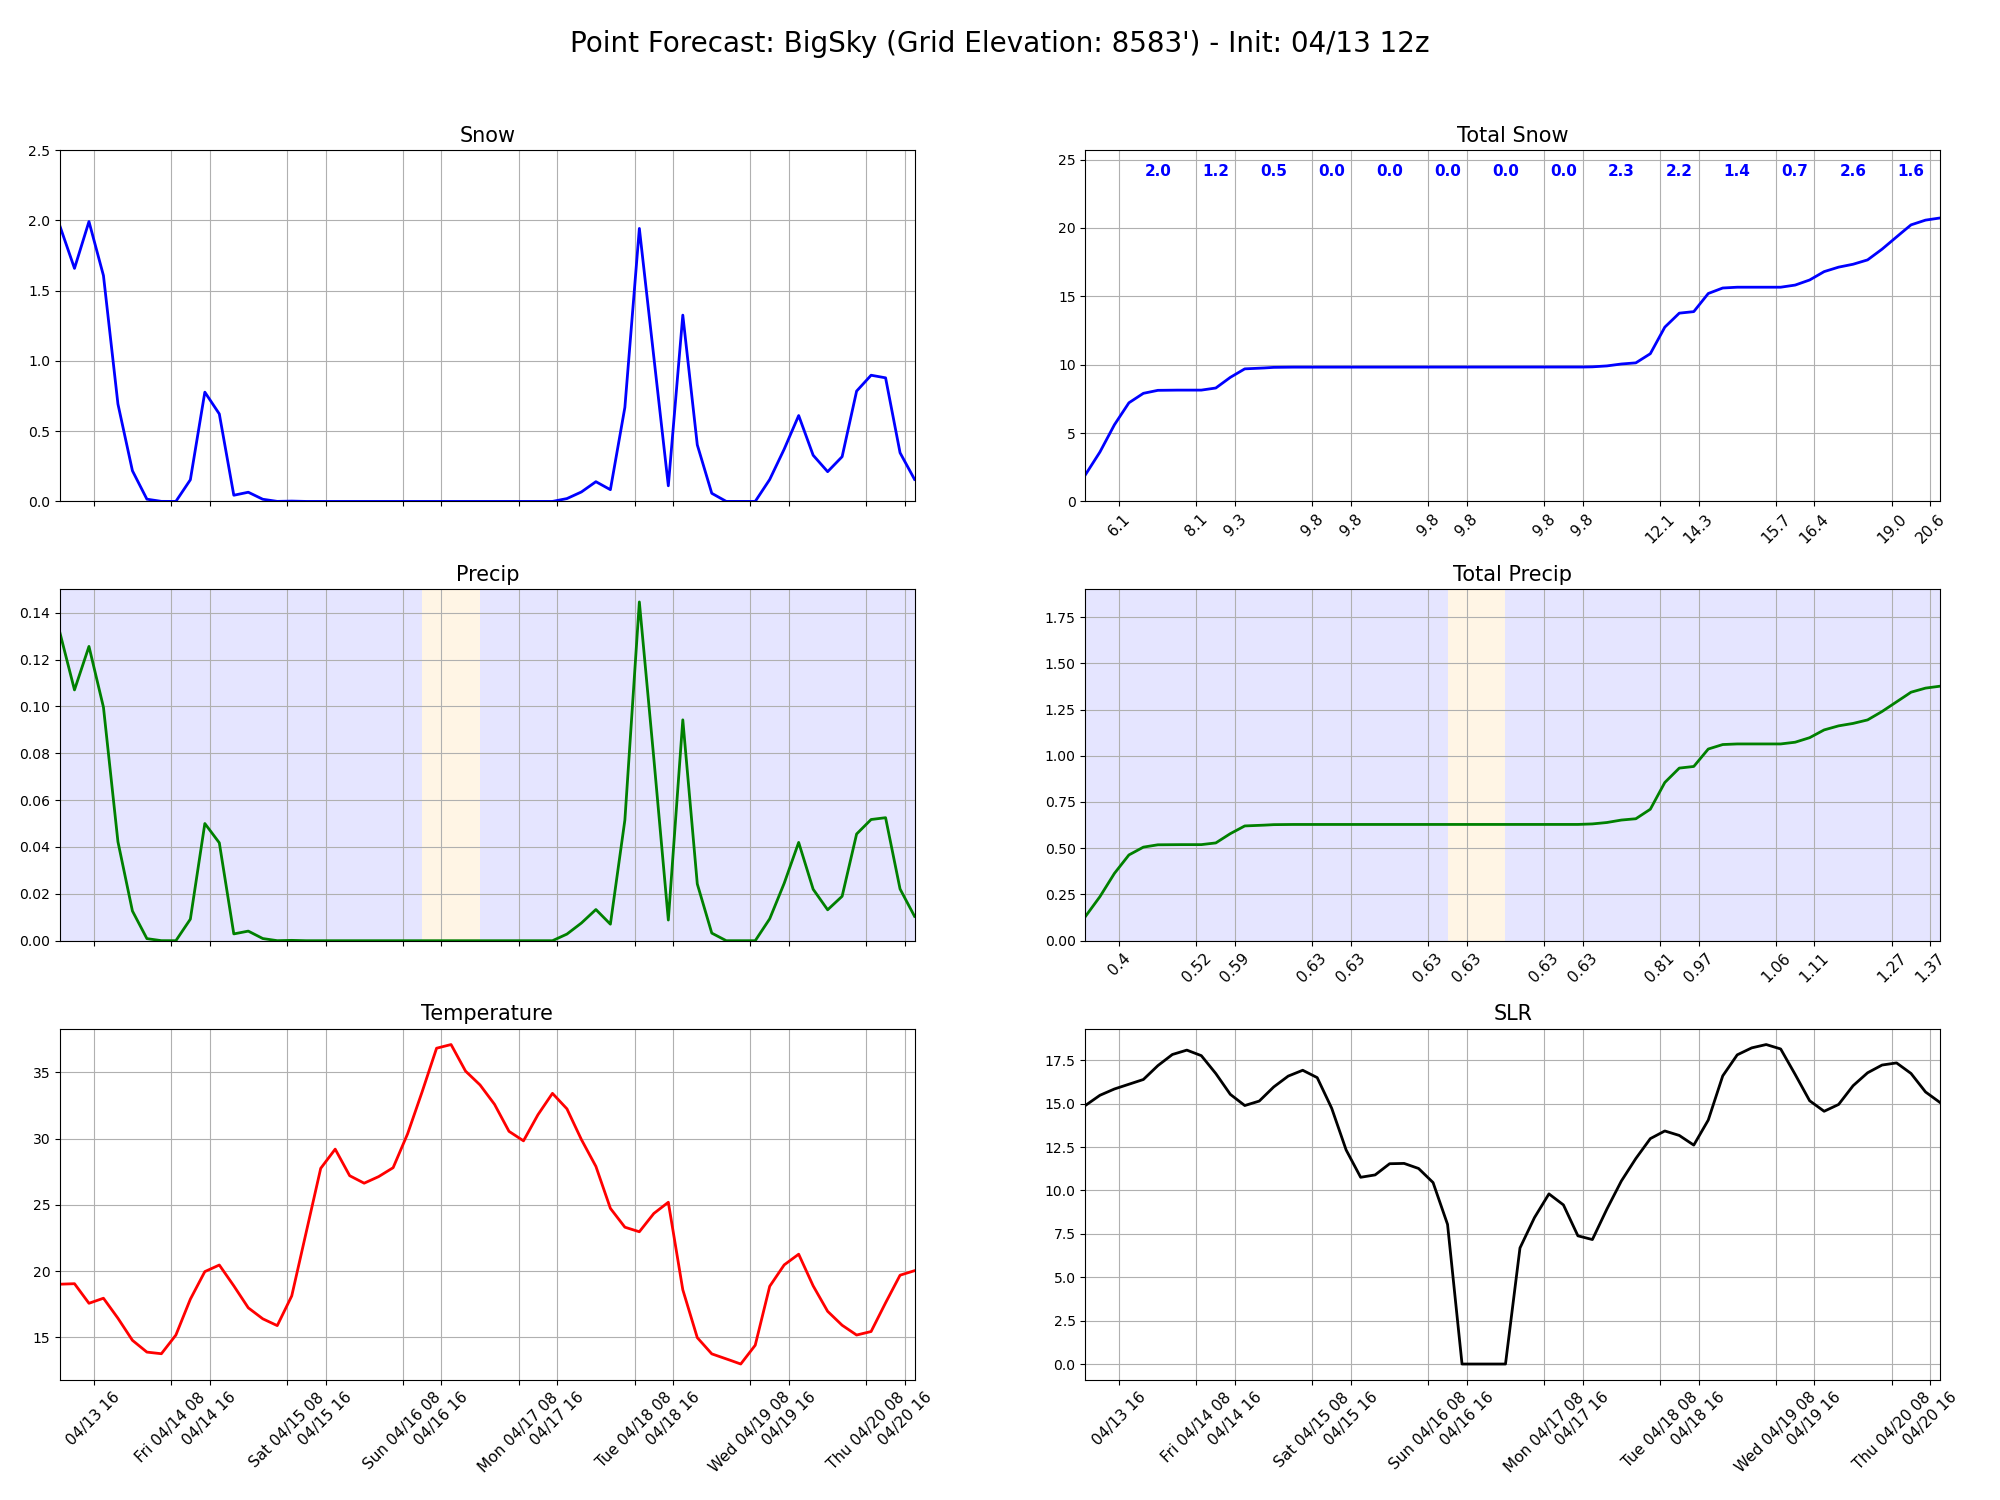 Point Forecast: BigSky (Grid Elevation: 8583') - Init: 04/13 12z
Snow
2.5
2.0
1.5
1.0
0.5
0.0
Total Snow
25
20
15
10
5
0
2.0 1.2 0.5 0.0 0.0 0.0 0.0 0.0 2.3 2.2 1.4 0.7 2.6 1.6
6.1 8.1 9.3 9.8 9.8 9.8 9.8 9.8 9.8 12.1 14.3 15.7 16.4 19.0 20.6
Precip
0.14
0.12
0.10
0.08
0.06
0.04
0.02
0.00
Total Precip
1.75
1.50
1.25
1.00
0.75
0.50
0.25
0.00
0.4 0.52 0.59 0.63 0.63 0.63 0.63 0.63 0.63 0.81 0.97 1.06 1.11 1.27 1.37
Temperature
35
30
25
20
15
04/13 16
Fri 04/14 08
04/14 16
Sat 04/15 08
04/15 16
Sun 04/16 08
04/16 16
Mon 04/17 08
04/17 16
Tue 04/18 08
04/18 16
Wed 04/19 08
04/19 16
Thu 04/20 08
04/20 16
SLR
17.5
15.0
12.5
10.0
7.5
5.0
2.5
0.0
04/13 16
Fri 04/14 08
04/14 16
Sat 04/15 08
04/15 16
Sun 04/16 08
04/16 16
Mon 04/17 08
04/17 16
Tue 04/18 08
04/18 16
Wed 04/19 08
04/19 16
Thu 04/20 08
04/20 16